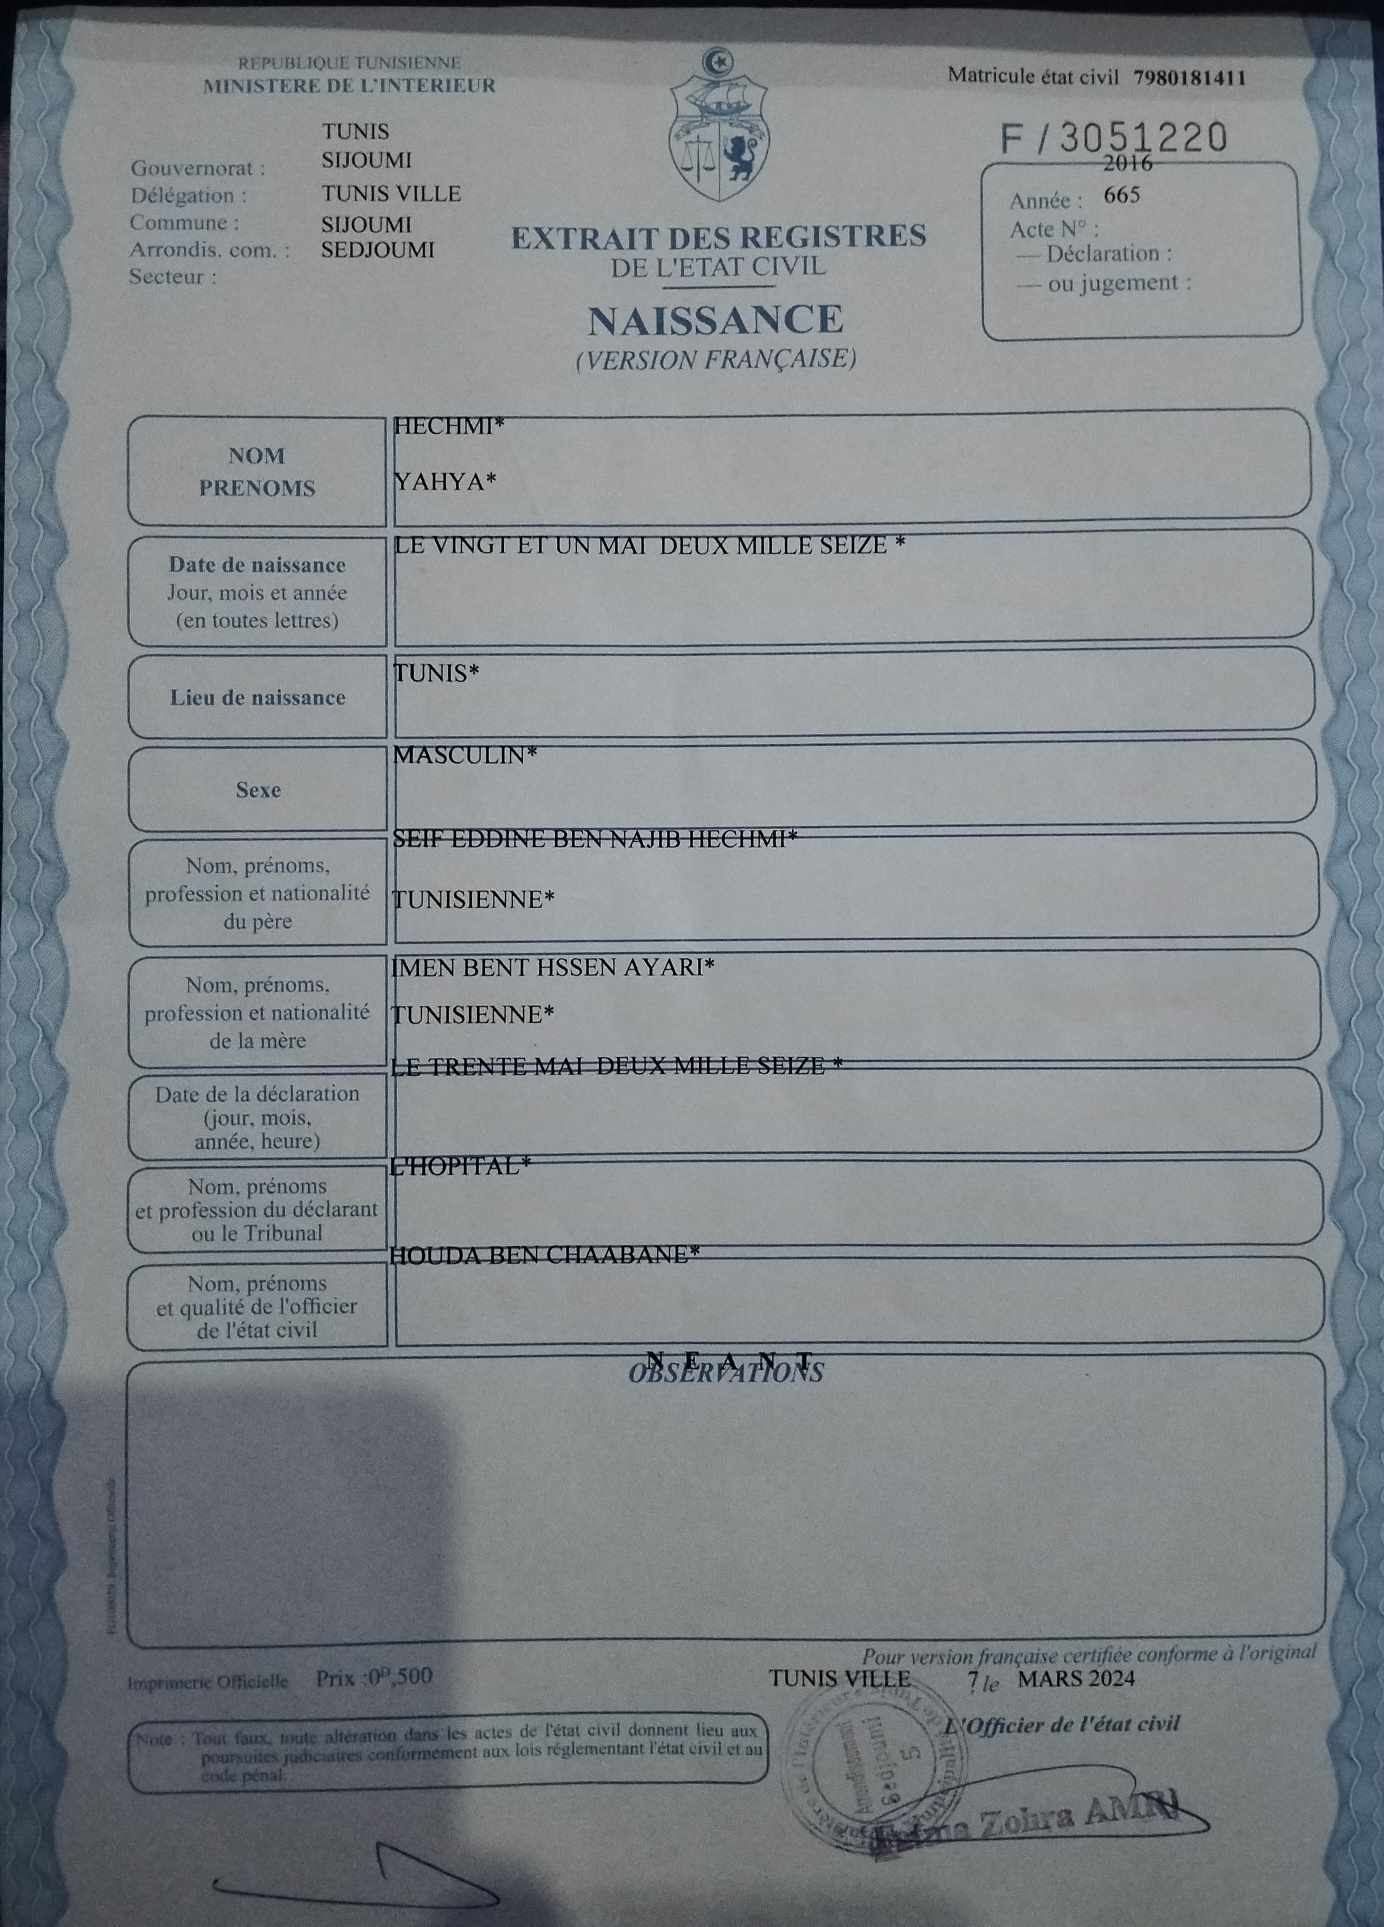 REPUBLIQUE TUNISIENNE
MINISTERE DE L'INTERIEUR
Matricule état civil 7980181411
F / 3051220
TUNIS
Gouvernorat : SIJOUMI
Délégation : TUNIS VILLE
Commune : SIJOUMI
Arrondis. com. : SEDJOUMI
Secteur :
2016
Année : 665
Acte N° :
— Déclaration :
— ou jugement :
EXTRAIT DES REGISTRES
DE L'ETAT CIVIL
NAISSANCE
(VERSION FRANÇAISE)
NOM
PRENOMS
HECHMI*
YAHYA*
Date de naissance
Jour, mois et année
(en toutes lettres)
LE VINGT ET UN MAI DEUX MILLE SEIZE *
Lieu de naissance
TUNIS*
Sexe
MASCULIN*
Nom, prénoms,
profession et nationalité
du père
SEIF EDDINE BEN NAJIB HECHMI*
TUNISIENNE*
Nom, prénoms,
profession et nationalité
de la mère
IMEN BENT HSSEN AYARI*
TUNISIENNE*
Date de la déclaration
(jour, mois,
année, heure)
LE TRENTE MAI DEUX MILLE SEIZE *
Nom, prénoms
et profession du déclarant
ou le Tribunal
L'HOPITAL*
Nom, prénoms
et qualité de l'officier
de l'état civil
HOUDA BEN CHAABANE*
N E A N T
OBSERVATIONS
Pour version française certifiée conforme à l'original
Imprimerie Officielle Prix :0ᴰ,500
TUNIS VILLE 7 le MARS 2024
L'Officier de l'état civil
Note : Tout faux, toute altération dans les actes de l'état civil donnent lieu aux
poursuites judiciaires conformément aux lois réglementant l'état civil et au
code pénal.
Arrondissement
Sedjoumi
5
Zohra AMRI